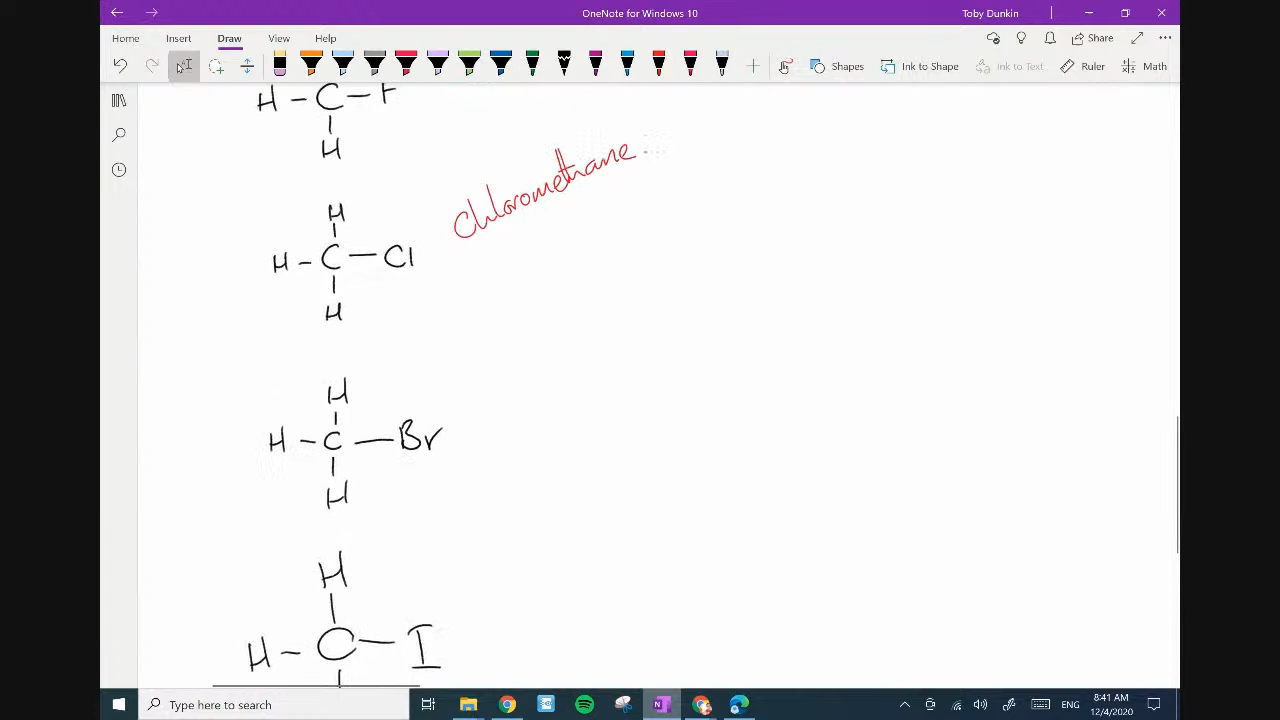 OneNote for Windows 10
Toby Dunkin
Home Insert Draw View Help
Share
Shapes Ink to Shape Ink to Text Ruler Math
H - C - F
H
chloromethane
H
H - C - Cl
H
H
H - C - Br
H
H
H - C - I
Type here to search
ENG
8:41 AM
12/4/2020